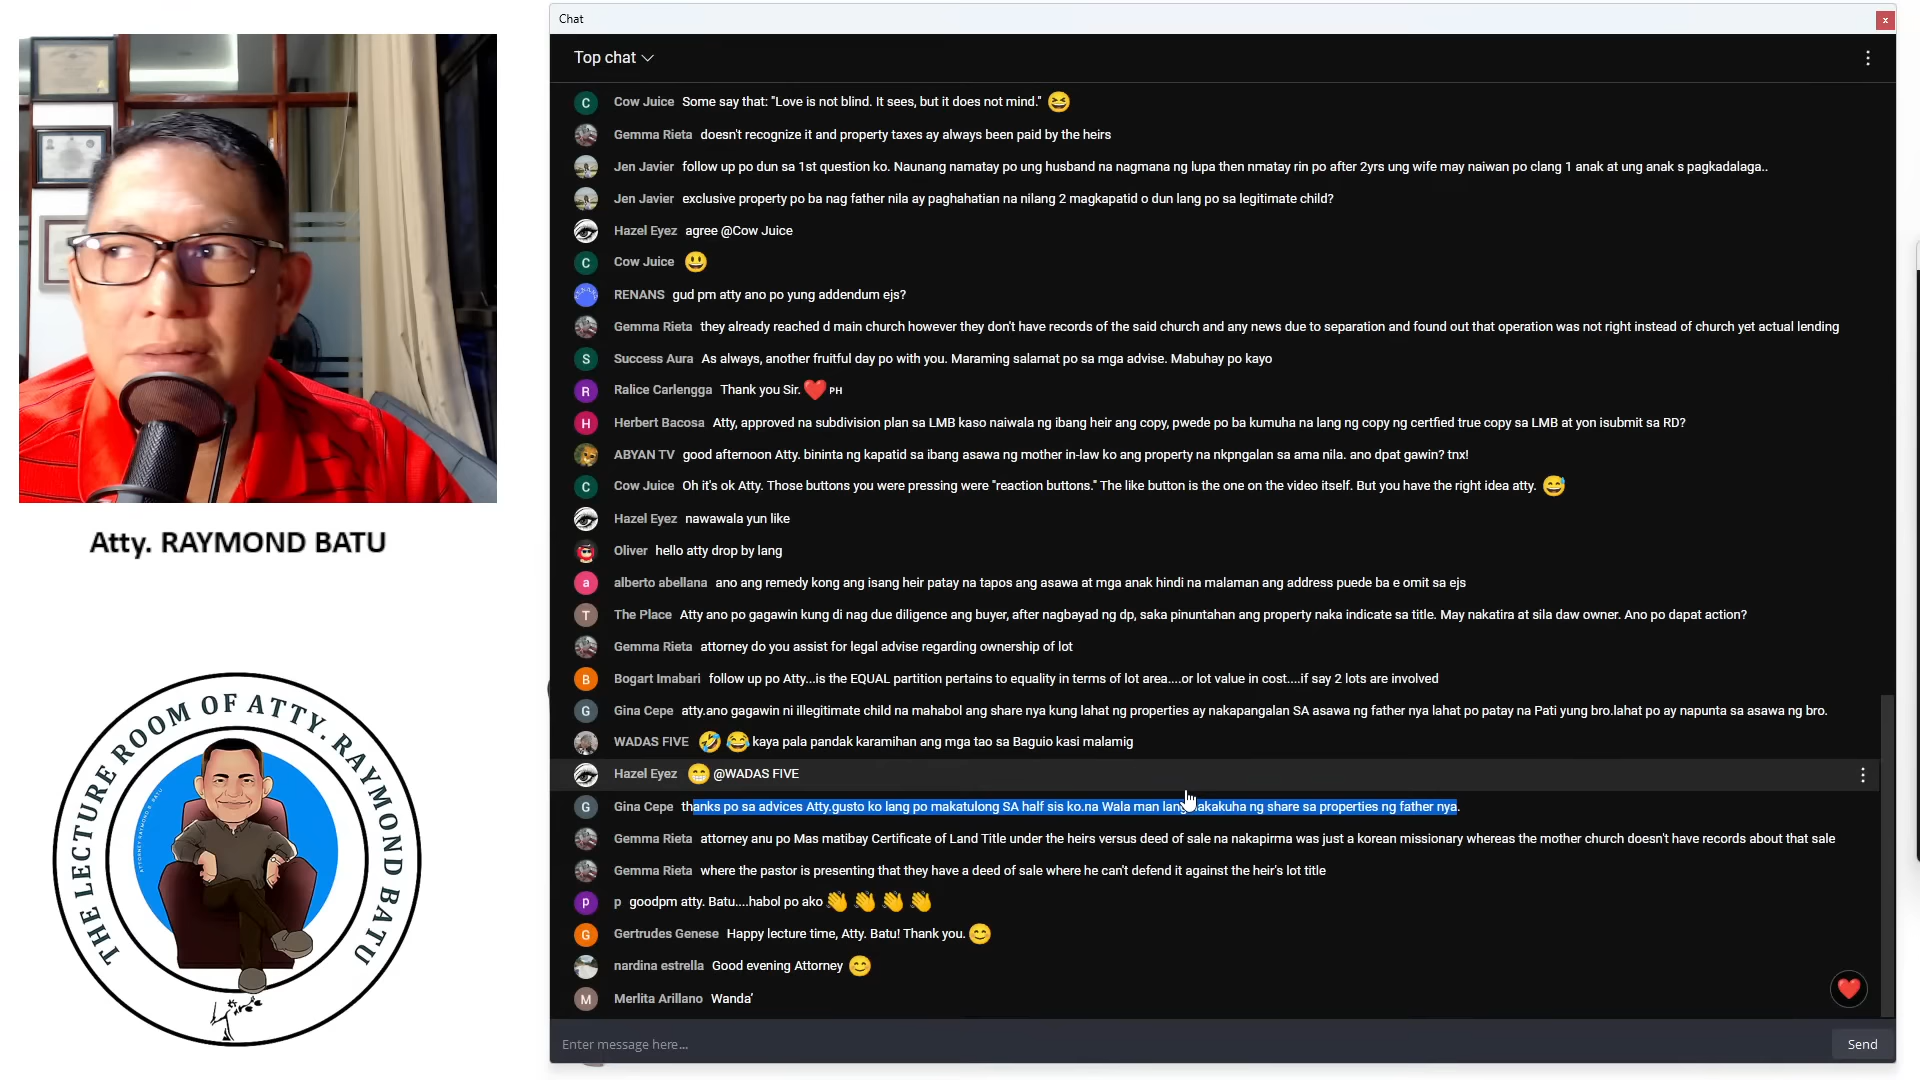 Chat
x
Top chat
C Cow Juice Some say that: "Love is not blind. It sees, but it does not mind." 😆
Gemma Rieta doesn't recognize it and property taxes ay always been paid by the heirs
Jen Javier follow up po dun sa 1st question ko. Naunang namatay po ung husband na nagmana ng lupa then nmatay rin po after 2yrs ung wife may naiwan po clang 1 anak at ung anak s pagkadalaga..
Jen Javier exclusive property po ba nag father nila ay paghahatian na nilang 2 magkapatid o dun lang po sa legitimate child?
Hazel Eyez agree @Cow Juice
C Cow Juice 😃
RENANS gud pm atty ano po yung addendum ejs?
Gemma Rieta they already reached d main church however they don't have records of the said church and any news due to separation and found out that operation was not right instead of church yet actual lending
S Success Aura As always, another fruitful day po with you. Maraming salamat po sa mga advise. Mabuhay po kayo
R Ralice Carlengga Thank you Sir. ❤️ PH
H Herbert Bacosa Atty, approved na subdivision plan sa LMB kaso naiwala ng ibang heir ang copy, pwede po ba kumuha na lang ng copy ng certfied true copy sa LMB at yon isubmit sa RD?
ABYAN TV good afternoon Atty. bininta ng kapatid sa ibang asawa ng mother in-law ko ang property na nkpngalan sa ama nila. ano dpat gawin? tnx!
C Cow Juice Oh it's ok Atty. Those buttons you were pressing were "reaction buttons." The like button is the one on the video itself. But you have the right idea atty. 😅
Hazel Eyez nawawala yun like
Oliver hello atty drop by lang
a alberto abellana ano ang remedy kong ang isang heir patay na tapos ang asawa at mga anak hindi na malaman ang address puede ba e omit sa ejs
T The Place Atty ano po gagawin kung di nag due diligence ang buyer, after nagbayad ng dp, saka pinuntahan ang property naka indicate sa title. May nakatira at sila daw owner. Ano po dapat action?
Gemma Rieta attorney do you assist for legal advise regarding ownership of lot
B Bogart Imabari follow up po Atty...is the EQUAL partition pertains to equality in terms of lot area....or lot value in cost....if say 2 lots are involved
G Gina Cepe atty.ano gagawin ni illegitimate child na mahabol ang share nya kung lahat ng properties ay nakapangalan SA asawa ng father nya lahat po patay na Pati yung bro.lahat po ay napunta sa asawa ng bro.
WADAS FIVE 🤣 😂 kaya pala pandak karamihan ang mga tao sa Baguio kasi malamig
Hazel Eyez 😁 @WADAS FIVE
G Gina Cepe thanks po sa advices Atty.gusto ko lang po makatulong SA half sis ko.na Wala man lang akakuha ng share sa properties ng father nya.
Gemma Rieta attorney anu po Mas matibay Certificate of Land Title under the heirs versus deed of sale na nakapirma was just a korean missionary whereas the mother church doesn't have records about that sale
Gemma Rieta where the pastor is presenting that they have a deed of sale where he can't defend it against the heir's lot title
p p goodpm atty. Batu....habol po ako 👋 👋 👋 👋
G Gertrudes Genese Happy lecture time, Atty. Batu! Thank you. 😊
nardina estrella Good evening Attorney 😊
M Merlita Arillano Wanda'
Enter message here...
Send
Atty. RAYMOND BATU
THE LECTURE ROOM OF ATTY. RAYMOND BATU